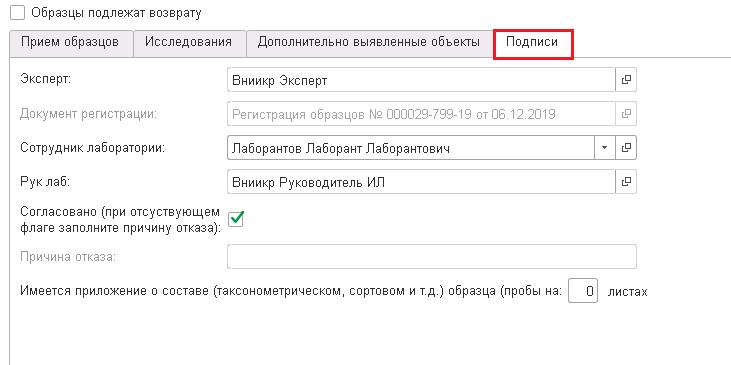 Образцы подлежат возврату
Прием образцов Исследования Дополнительно выявленные объекты Подписи
Эксперт: Вниикр Эксперт
Документ регистрации: Регистрация образцов № 000029-799-19 от 06.12.2019
Сотрудник лаборатории: Лаборантов Лаборант Лаборантович
Рук лаб: Вниикр Руководитель ИЛ
Согласовано (при отсуствующем
флаге заполните причину отказа):
Причина отказа:
Имеется приложение о составе (таксонометрическом, сортовом и т.д.) образца (пробы на: 0 листах